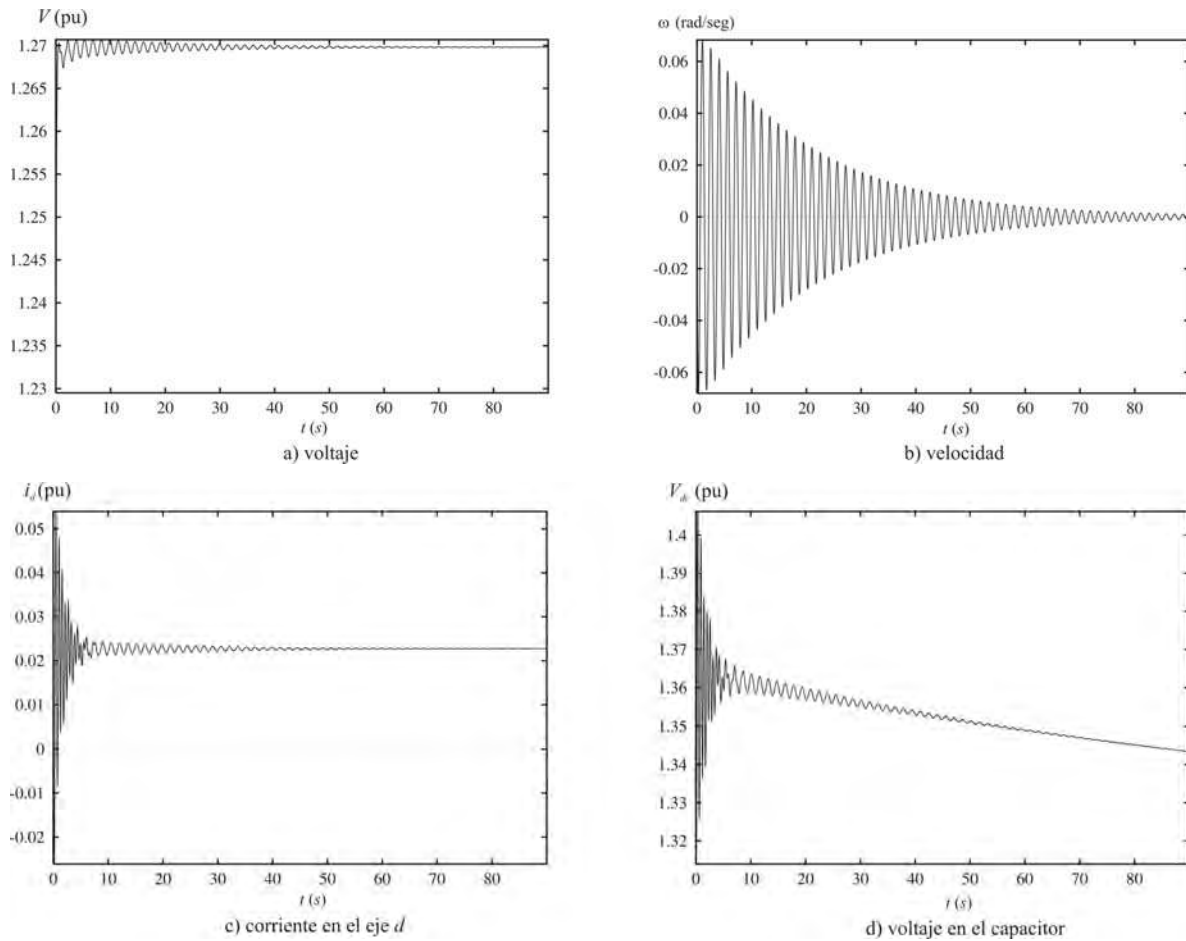 V (pu)
1.27
1.265
1.26
1.255
1.25
1.245
1.24
1.235
1.23
0 10 20 30 40 50 60 70 80
t (s)
a) voltaje
ω (rad/seg)
0.06
0.04
0.02
0
-0.02
-0.04
-0.06
0 10 20 30 40 50 60 70 80
t (s)
b) velocidad
i_d (pu)
0.05
0.04
0.03
0.02
0.01
0
-0.01
-0.02
0 10 20 30 40 50 60 70 80
t (s)
c) corriente en el eje d
V_dc (pu)
1.4
1.39
1.38
1.37
1.36
1.35
1.34
1.33
1.32
0 10 20 30 40 50 60 70 80
t (s)
d) voltaje en el capacitor